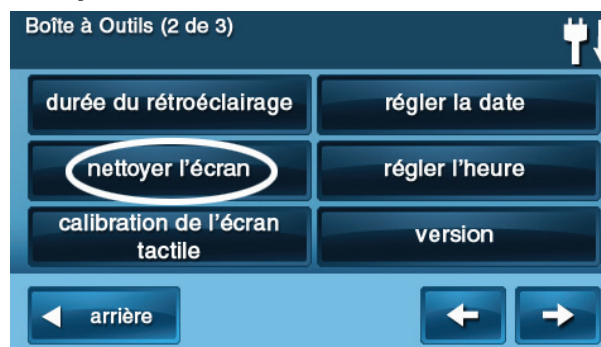 Boîte à Outils (2 de 3)
durée du rétroéclairage
régler la date
nettoyer l'écran
régler l'heure
calibration de l'écran
tactile
version
arrière